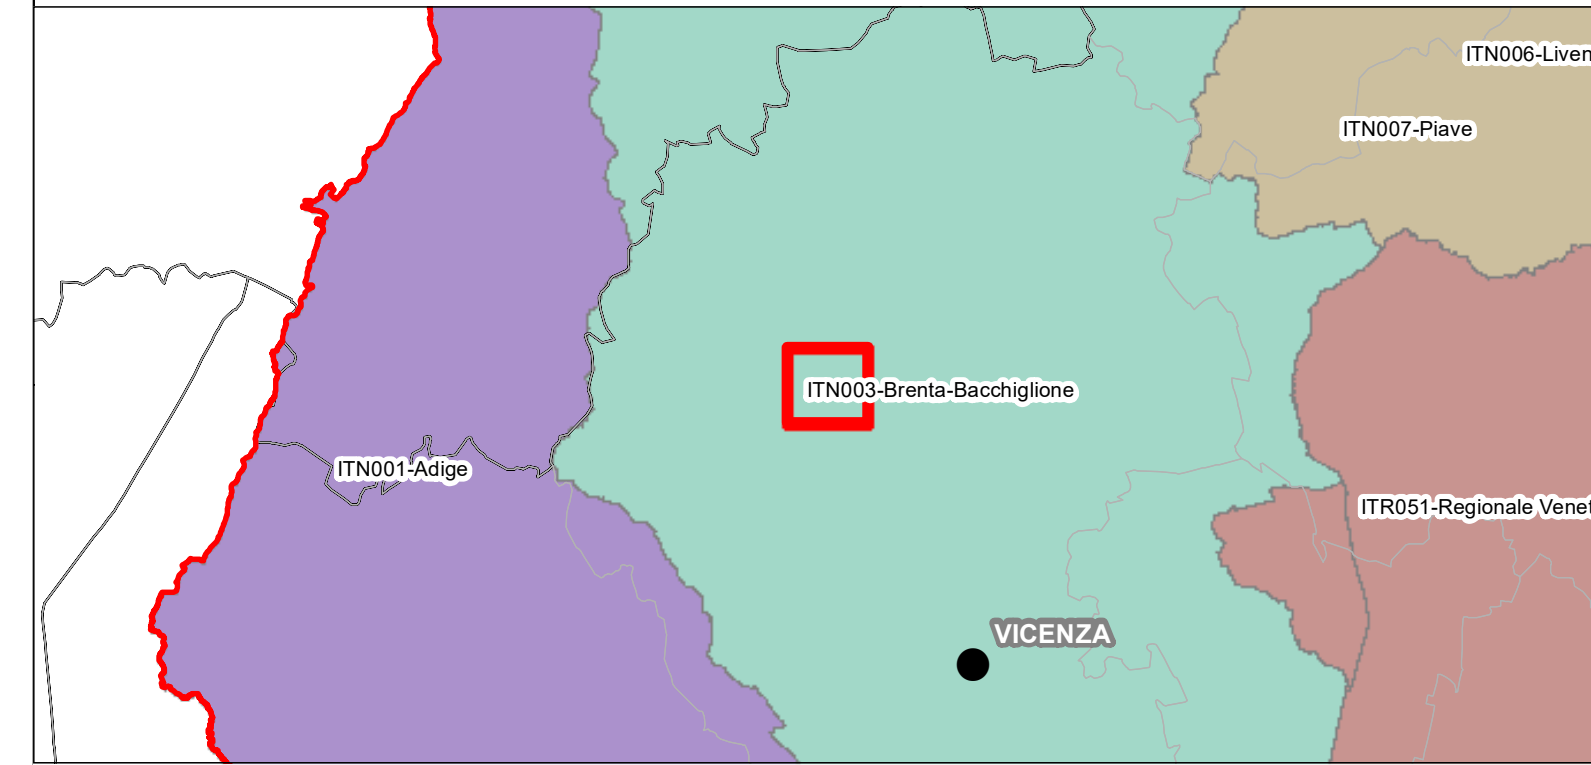 ITN006-Liven
ITN007-Piave
ITN003-Brenta-Bacchiglione
ITN001-Adige
ITR051-Regionale Venet
VICENZA